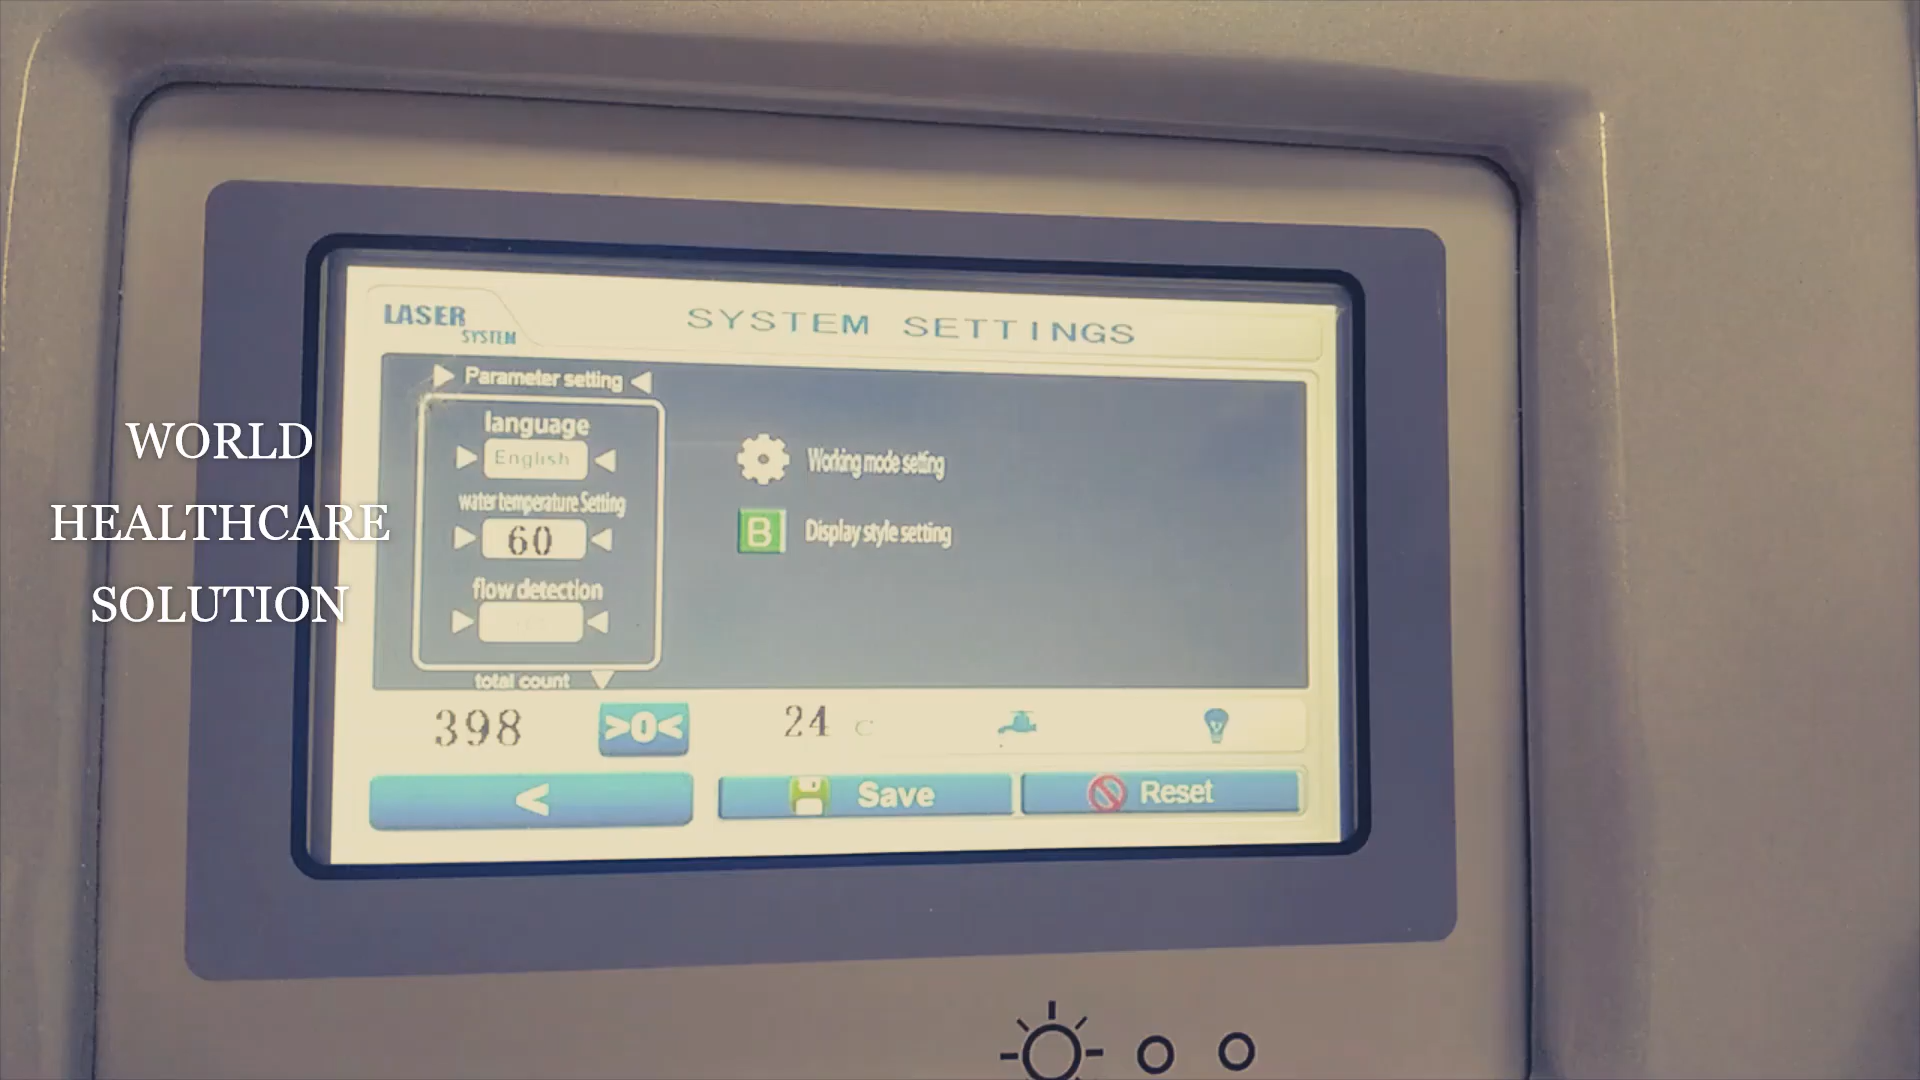 LASER
SYSTEM
SYSTEM SETTINGS
Parameter setting
language
English
water temperature Setting
60
flow detection
total count
Working mode setting
B Display style setting
398
>0<
24 C
<
Save
Reset
WORLD
HEALTHCARE
SOLUTION